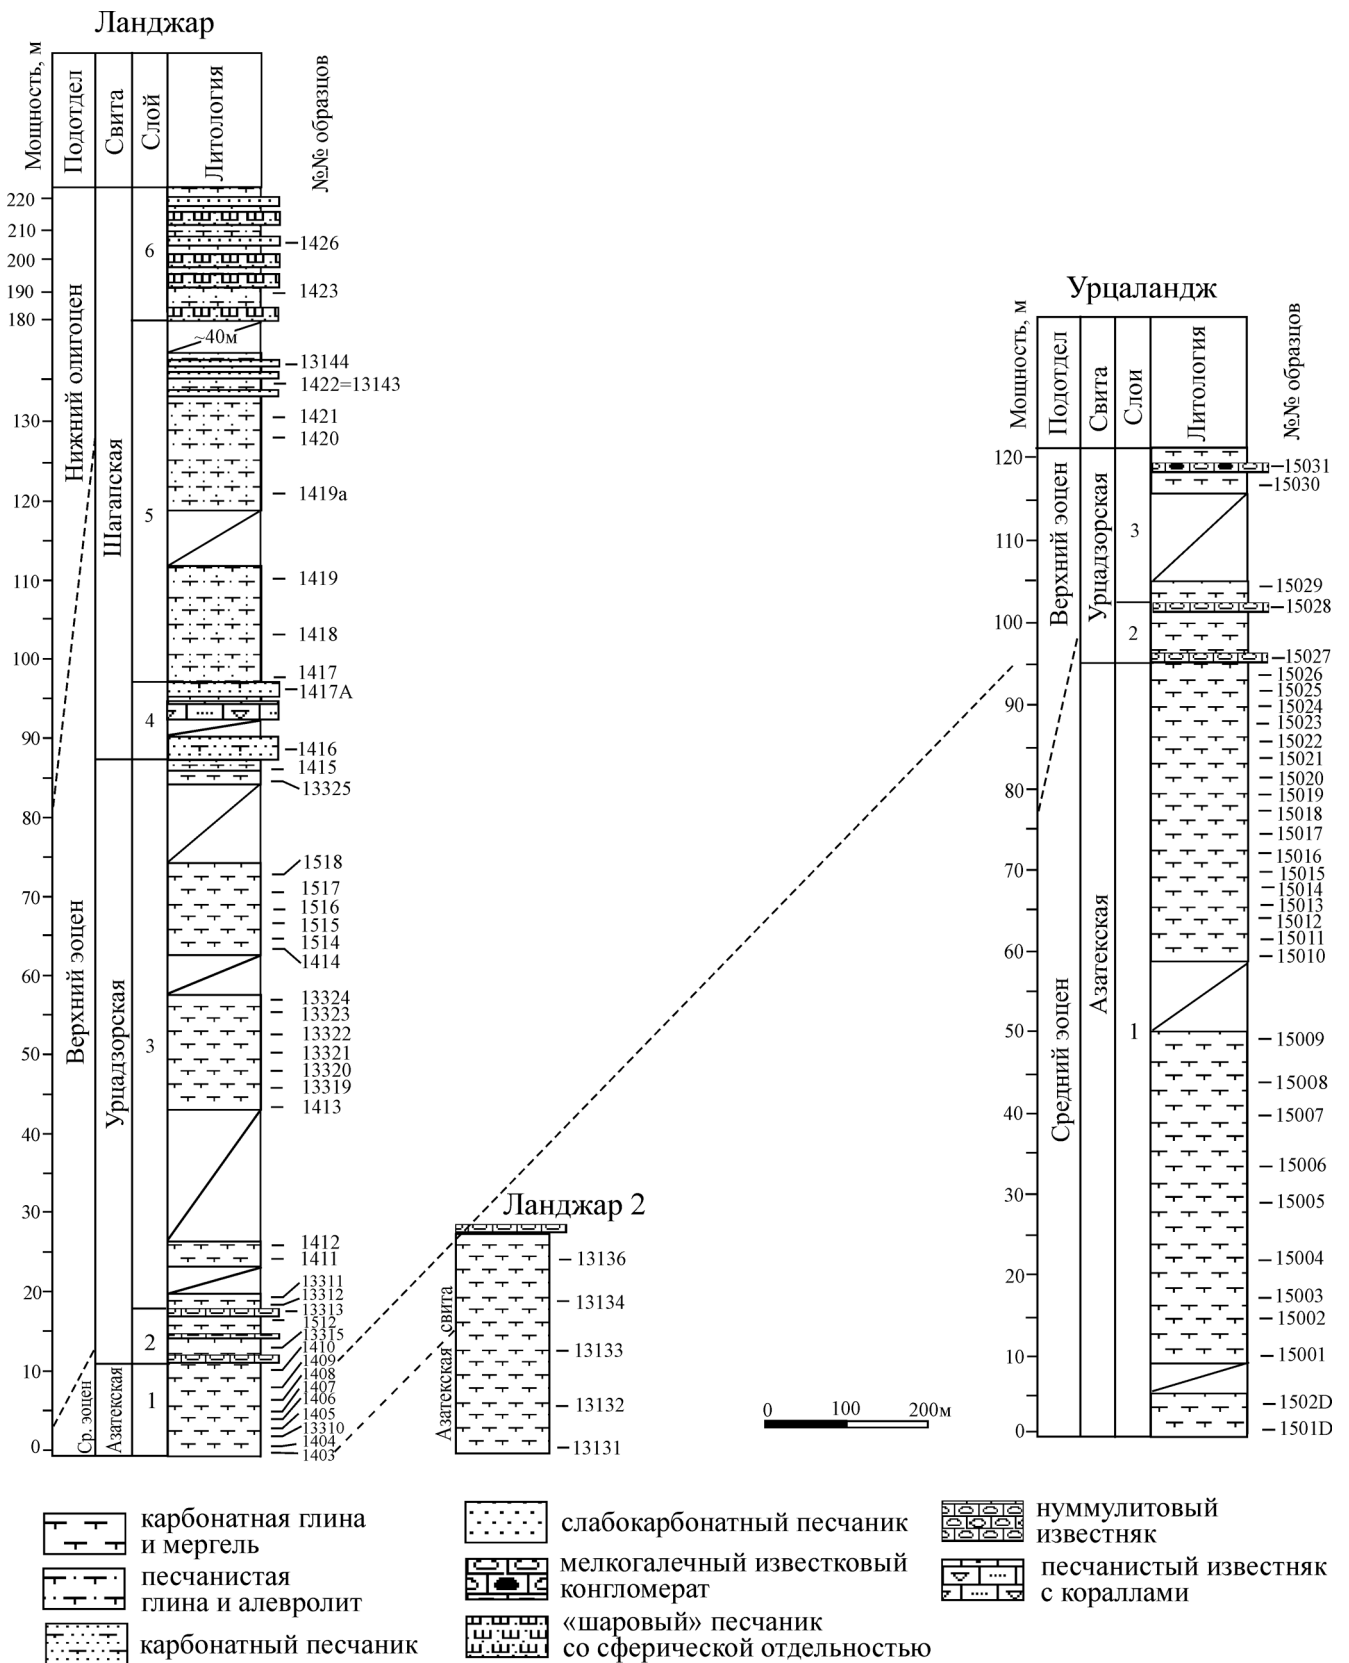 Ланджар
Мощность, м
Подотдел
Свита
Слой
Литология
№№ образцов
220
210
200
190
180
130
120
110
100
90
80
70
60
50
40
30
20
10
0
Нижний олигоцен
Верхний эоцен
Ср. эоцен
Шагапская
Урцадзорская
Азатекская
6
5
4
3
2
1
~40м
1426
1423
13144
1422=13143
1421
1420
1419а
1419
1418
1417
1417А
1416
1415
13325
1518
1517
1516
1515
1514
1414
13324
13323
13322
13321
13320
13319
1413
1412
1411
13311
13312
13313
1512
13315
1410
1409
1408
1407
1406
1405
13310
1404
1403
Ланджар 2
Азатекская свита
13136
13134
13133
13132
13131
0 100 200м
Урцаландж
Мощность, м
Подотдел
Свита
Слои
Литология
№№ образцов
120
110
100
90
80
70
60
50
40
30
20
10
0
Верхний эоцен
Средний эоцен
Урцадзорская
Азатекская
3
2
1
15031
15030
15029
15028
15027
15026
15025
15024
15023
15022
15021
15020
15019
15018
15017
15016
15015
15014
15013
15012
15011
15010
15009
15008
15007
15006
15005
15004
15003
15002
15001
1502D
1501D
карбонатная глина
и мергель
песчанистая
глина и алевролит
карбонатный песчаник
слабокарбонатный песчаник
мелкогалечный известковый
конгломерат
«шаровый» песчаник
со сферической отдельностью
нуммулитовый
известняк
песчанистый известняк
с кораллами